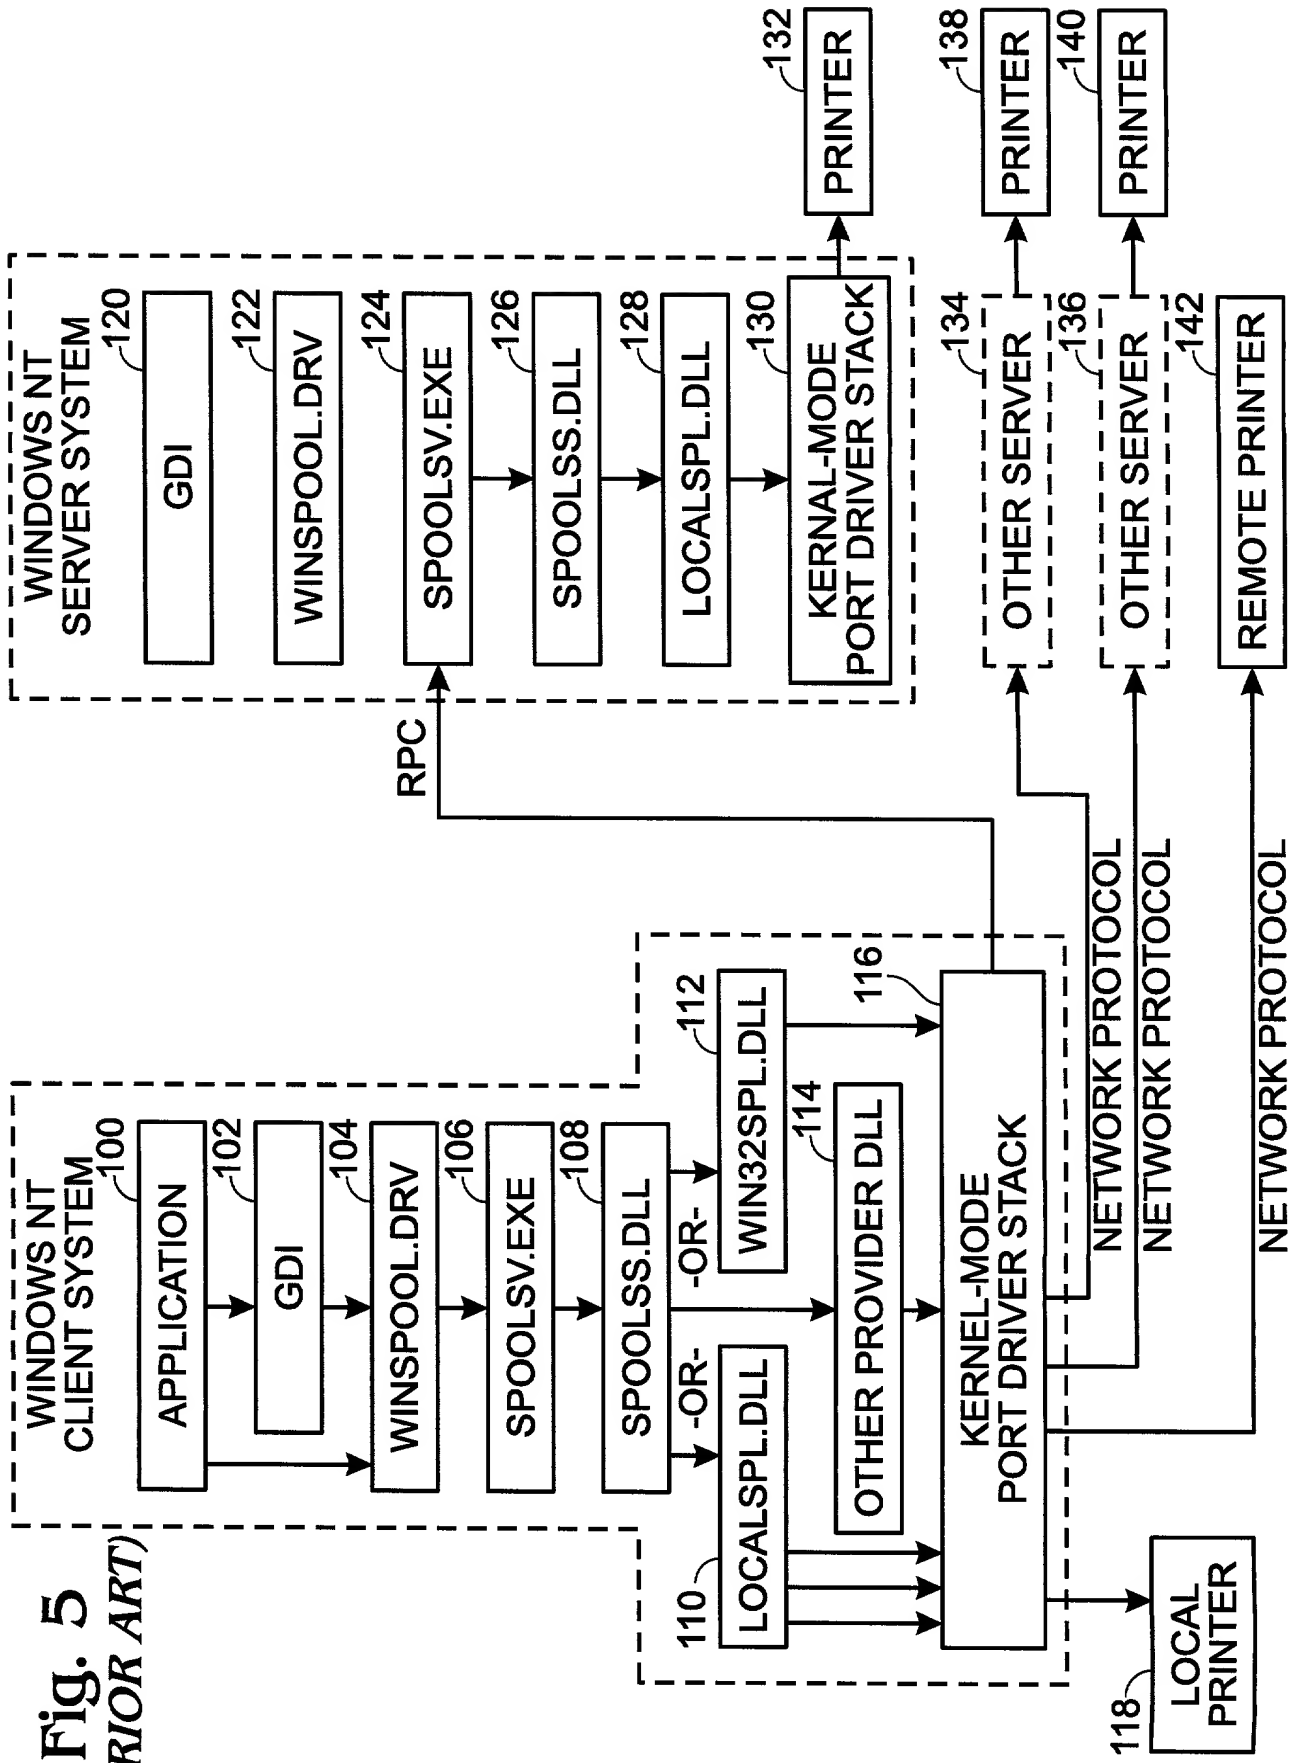 Fig. 5
RIOR ART)
WINDOWS NT
CLIENT SYSTEM
100
APPLICATION
102
GDI
104
WINSPOOL.DRV
106
SPOOLSV.EXE
108
SPOOLSS.DLL
-OR-
-OR-
110
LOCALSPL.DLL
112
WIN32SPL.DLL
114
OTHER PROVIDER DLL
116
KERNEL-MODE
PORT DRIVER STACK
118
LOCAL
PRINTER
RPC
NETWORK PROTOCOL
NETWORK PROTOCOL
NETWORK PROTOCOL
WINDOWS NT
SERVER SYSTEM
120
GDI
122
WINSPOOL.DRV
124
SPOOLSV.EXE
126
SPOOLSS.DLL
128
LOCALSPL.DLL
130
KERNAL-MODE
PORT DRIVER STACK
132
PRINTER
134
OTHER SERVER
138
PRINTER
136
OTHER SERVER
140
PRINTER
142
REMOTE PRINTER